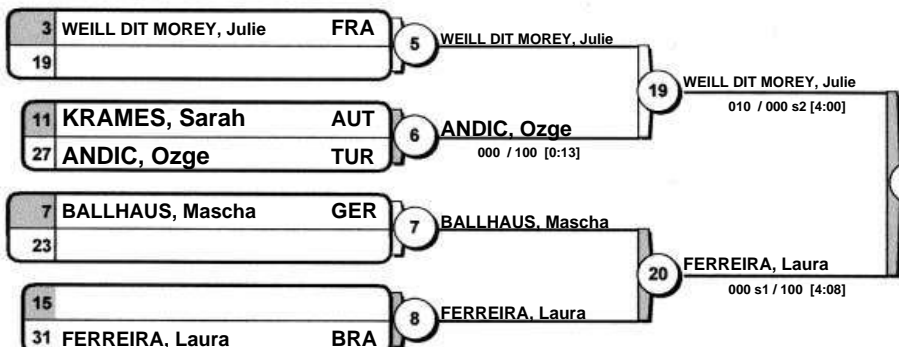 3 WEILL DIT MOREY, Julie FRA
19
5 WEILL DIT MOREY, Julie
11 KRAMES, Sarah AUT
27 ANDIC, Ozge TUR
6 ANDIC, Ozge
000 / 100 [0:13]
19 WEILL DIT MOREY, Julie
010 / 000 s2 [4:00]
7 BALLHAUS, Mascha GER
23
7 BALLHAUS, Mascha
15
31 FERREIRA, Laura BRA
8 FERREIRA, Laura
20 FERREIRA, Laura
000 s1 / 100 [4:08]